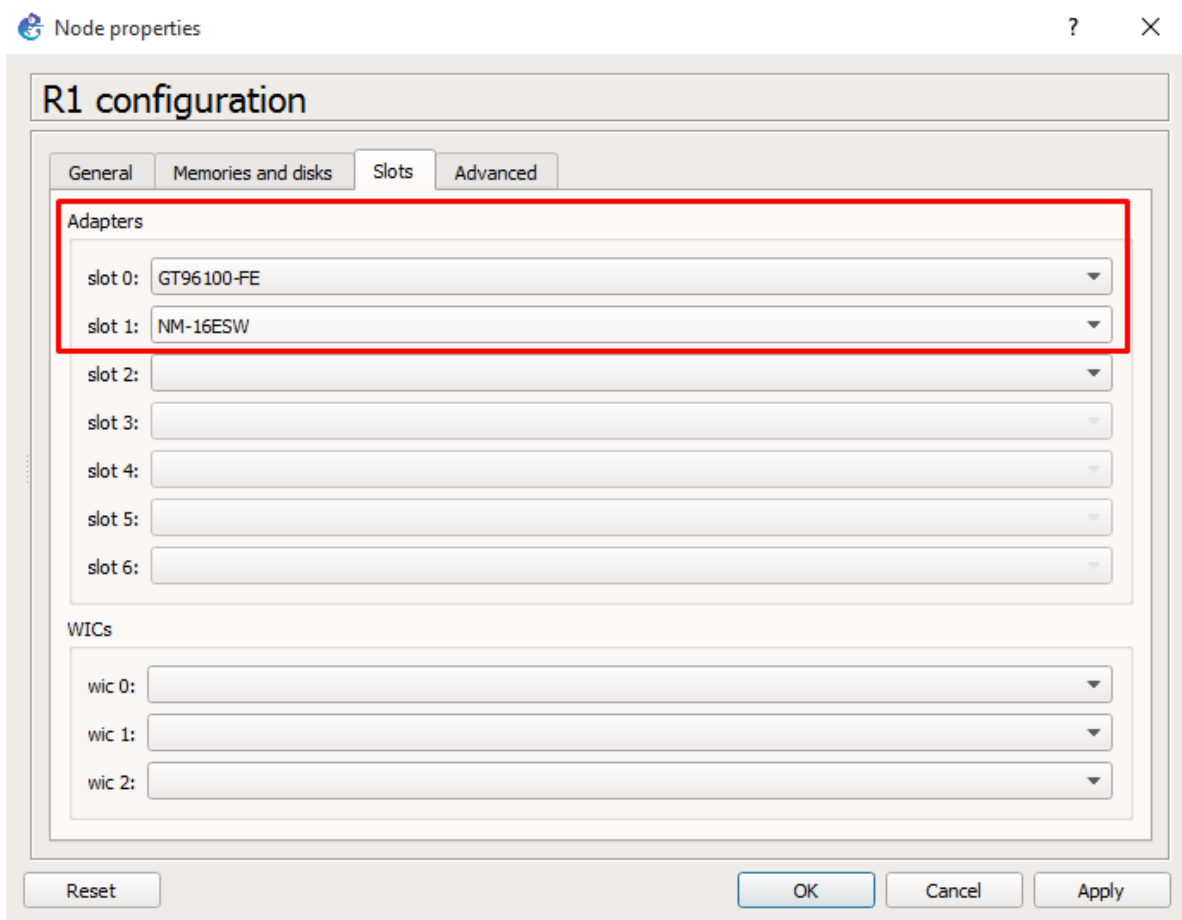 Node properties ? ×
R1 configuration
General Memories and disks Slots Advanced
Adapters
slot 0: GT96100-FE
slot 1: NM-16ESW
slot 2:
slot 3:
slot 4:
slot 5:
slot 6:
WICs
wic 0:
wic 1:
wic 2:
Reset OK Cancel Apply